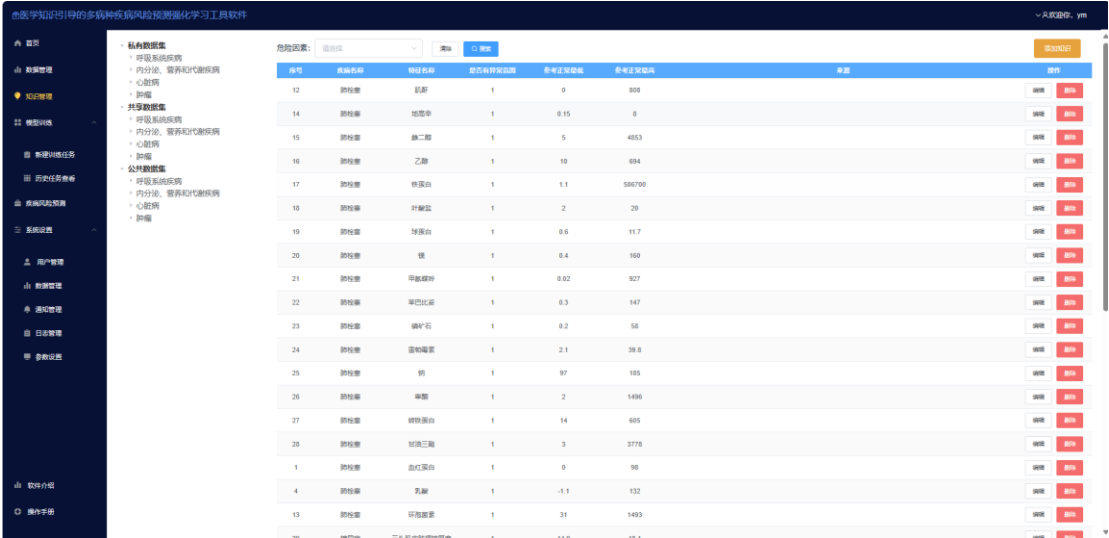 医学知识引导的多病种疾病风险预测强化学习工具软件
欢迎你，ym
首页
数据管理
知识管理
模型训练
新建训练任务
历史任务查看
疾病风险预测
系统设置
用户管理
数据管理
通知管理
日志管理
参数设置
软件介绍
操作手册
私有数据集
呼吸系统疾病
内分泌、营养和代谢疾病
心脏病
肿瘤
共享数据集
呼吸系统疾病
内分泌、营养和代谢疾病
心脏病
肿瘤
公共数据集
呼吸系统疾病
内分泌、营养和代谢疾病
心脏病
肿瘤
危险因素： 请选择 清除 搜索 添加知识
序号 疾病名称 特征名称 是否有异常范围 参考正常最低 参考正常最高 来源 操作
12 肺栓塞 肌酐 1 0 808 编辑 删除
14 肺栓塞 地高辛 1 0.15 8 编辑 删除
15 肺栓塞 雌二醇 1 5 4853 编辑 删除
16 肺栓塞 乙醇 1 10 694 编辑 删除
17 肺栓塞 铁蛋白 1 1.1 586700 编辑 删除
18 肺栓塞 叶酸盐 1 2 20 编辑 删除
19 肺栓塞 球蛋白 1 0.6 11.7 编辑 删除
20 肺栓塞 镁 1 0.4 160 编辑 删除
21 肺栓塞 甲氨蝶呤 1 0.02 927 编辑 删除
22 肺栓塞 苯巴比妥 1 0.3 147 编辑 删除
23 肺栓塞 磷矿石 1 0.2 58 编辑 删除
24 肺栓塞 雷帕霉素 1 2.1 39.8 编辑 删除
25 肺栓塞 钠 1 97 185 编辑 删除
26 肺栓塞 1 2 1498 编辑 删除
27 肺栓塞 转铁蛋白 1 14 605 编辑 删除
28 肺栓塞 甘油三酯 1 3 3778 编辑 删除
1 肺栓塞 血红蛋白 1 0 98 编辑 删除
4 肺栓塞 乳酸 1 -1.1 132 编辑 删除
13 肺栓塞 环孢菌素 1 31 1493 编辑 删除